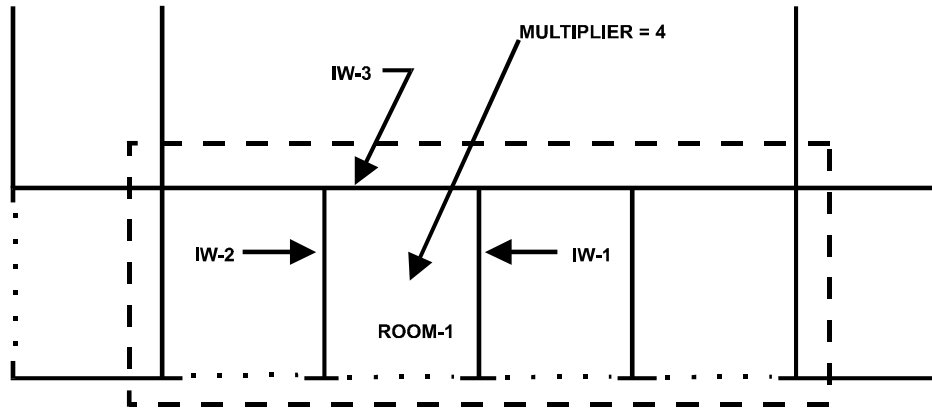 MULTIPLIER = 4
IW-3
IW-2
IW-1
ROOM-1